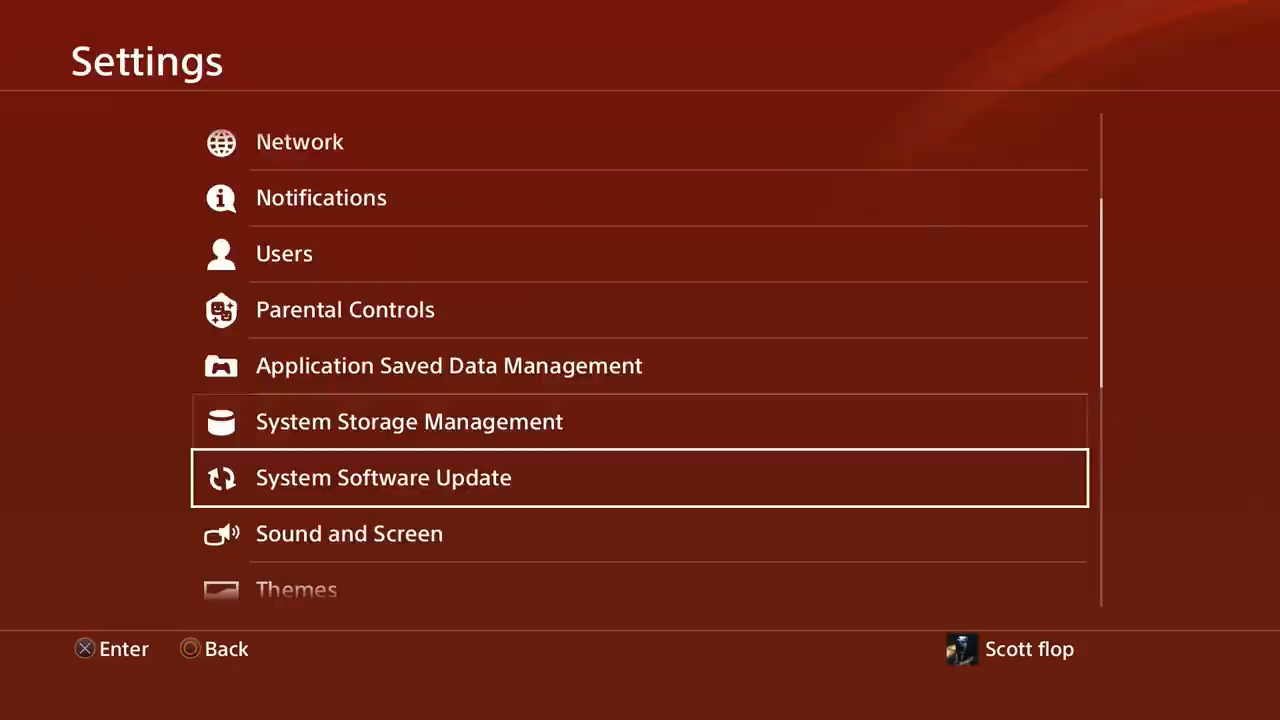 Settings
Network
Notifications
Users
Parental Controls
Application Saved Data Management
System Storage Management
System Software Update
Sound and Screen
Themes
Enter Back Scott flop